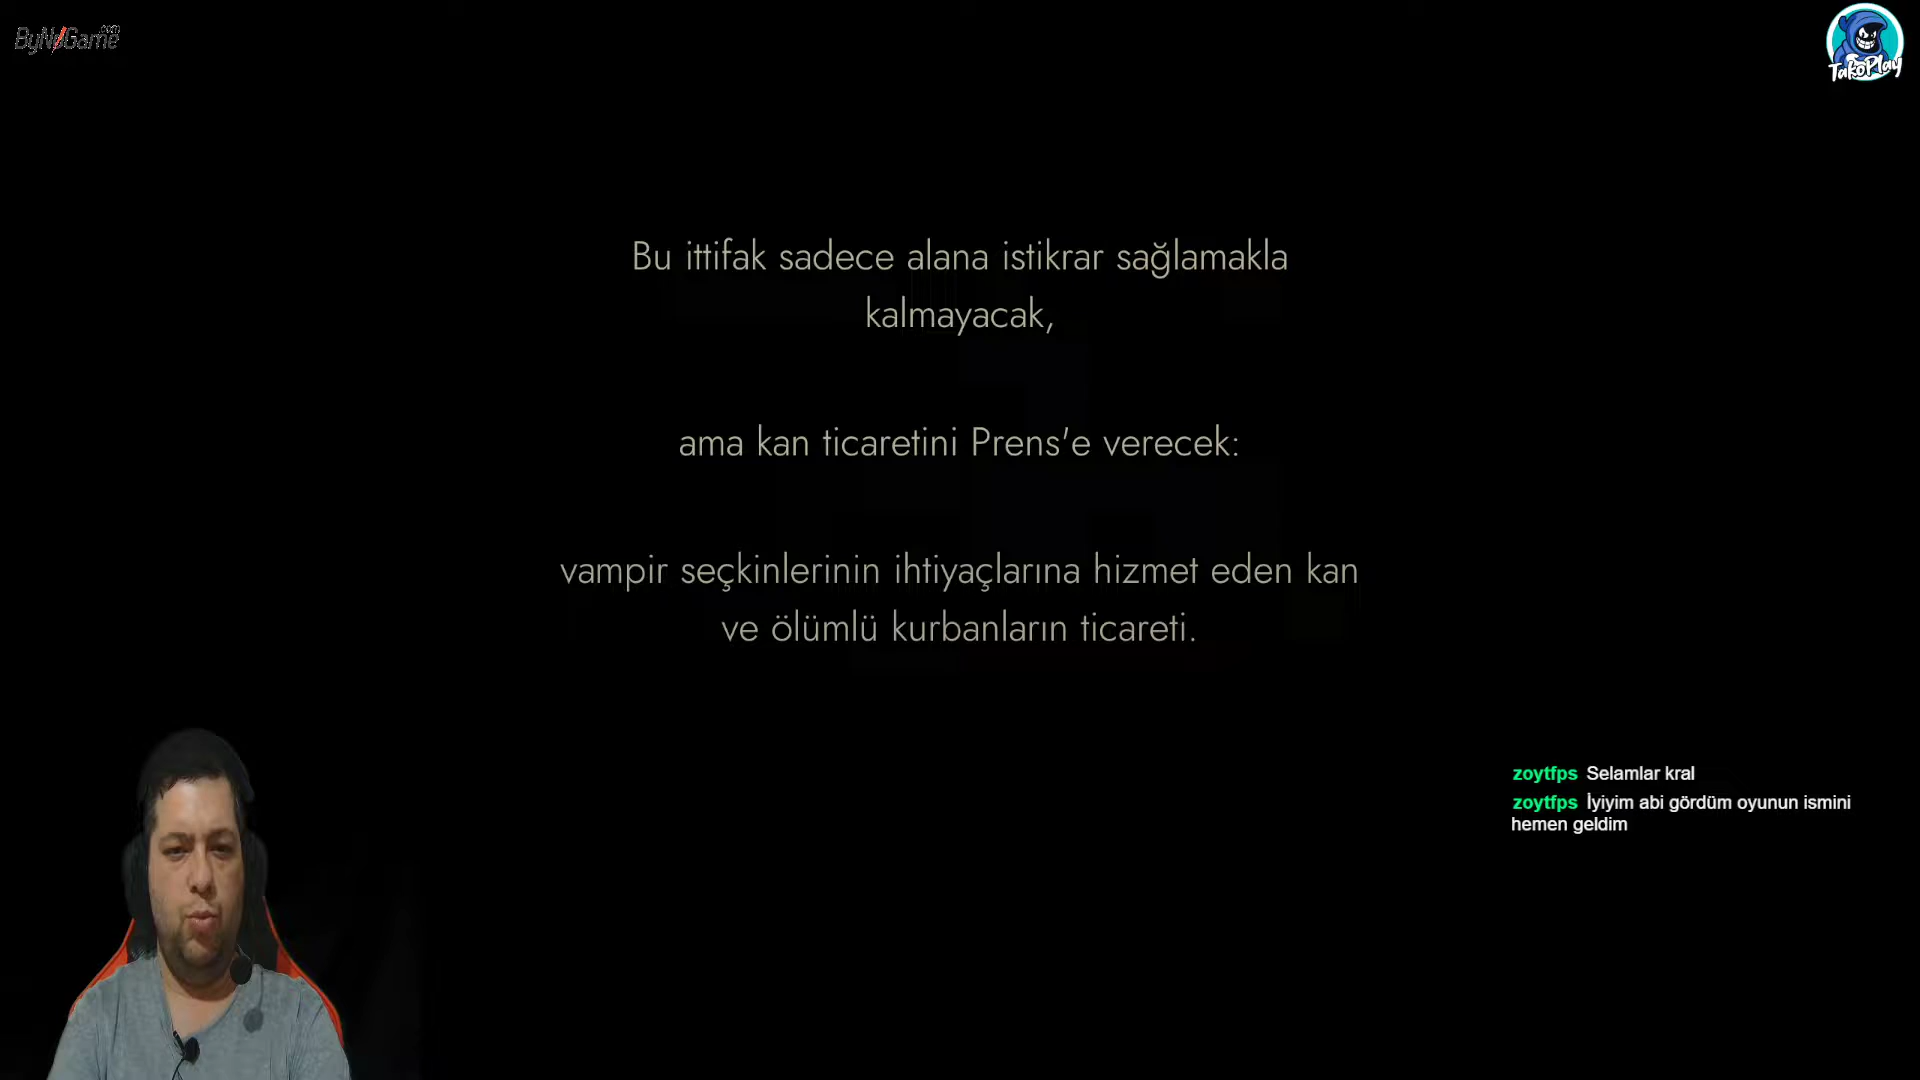 ByNoGame.com
TakoPlay
Bu ittifak sadece alana istikrar sağlamakla
kalmayacak,
ama kan ticaretini Prens'e verecek:
vampir seçkinlerinin ihtiyaçlarına hizmet eden kan
ve ölümlü kurbanların ticareti.
zoytfps Selamlar kral
zoytfps İyiyim abi gördüm oyunun ismini
hemen geldim